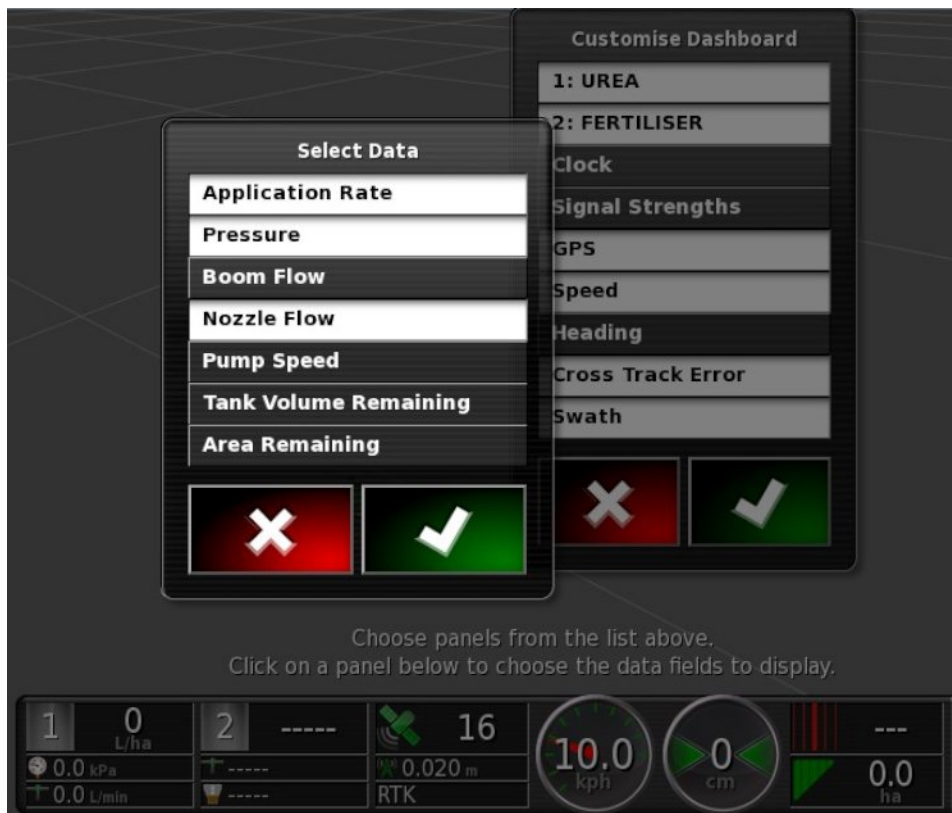 Customise Dashboard
1: UREA
2: FERTILISER
Clock
Signal Strengths
GPS
Speed
Heading
Cross Track Error
Swath
Select Data
Application Rate
Pressure
Boom Flow
Nozzle Flow
Pump Speed
Tank Volume Remaining
Area Remaining
Choose panels from the list above.
Click on a panel below to choose the data fields to display.
1 0
L/ha
0.0 kPa
0.0 L/min
2 -----
-----
-----
16
0.020 m
RTK
10.0
kph
0
cm
---
0.0
ha